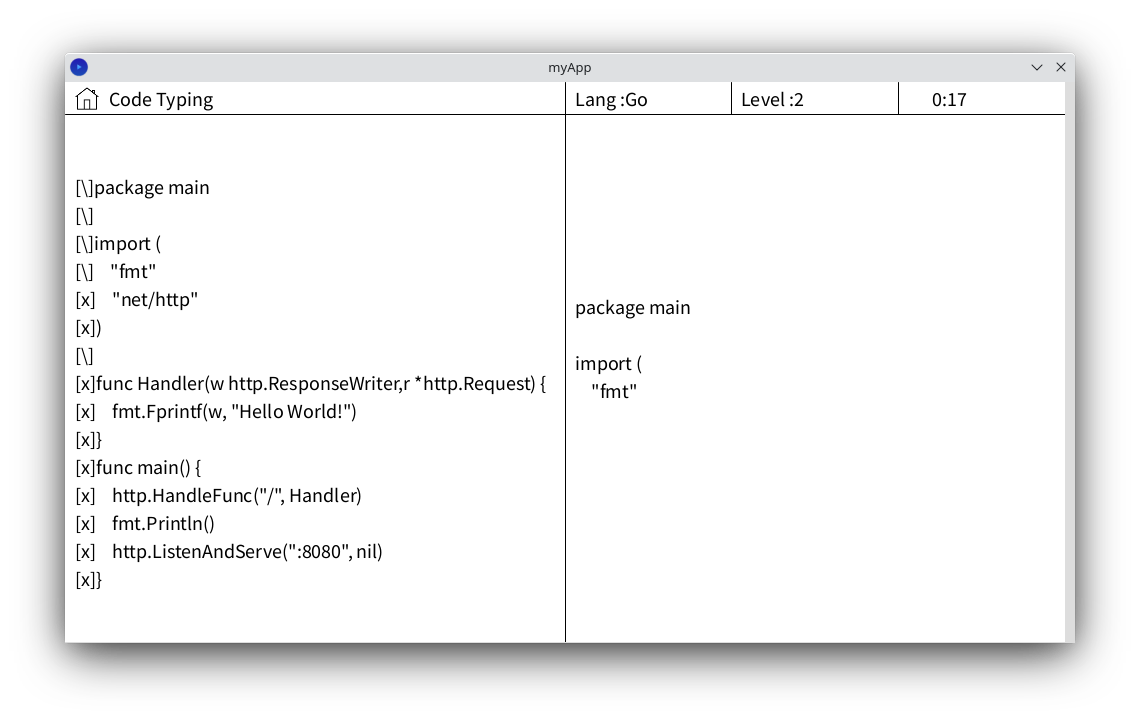 myApp
Code Typing
Lang :Go
Level :2
0:17
[\]package main
[\]
[\]import (
[\]    "fmt"
[x]    "net/http"
[x])
[\]
[x]func Handler(w http.ResponseWriter,r *http.Request) {
[x]    fmt.Fprintf(w, "Hello World!")
[x]}
[x]func main() {
[x]    http.HandleFunc("/", Handler)
[x]    fmt.Println()
[x]    http.ListenAndServe(":8080", nil)
[x]}
package main
import (
    "fmt"